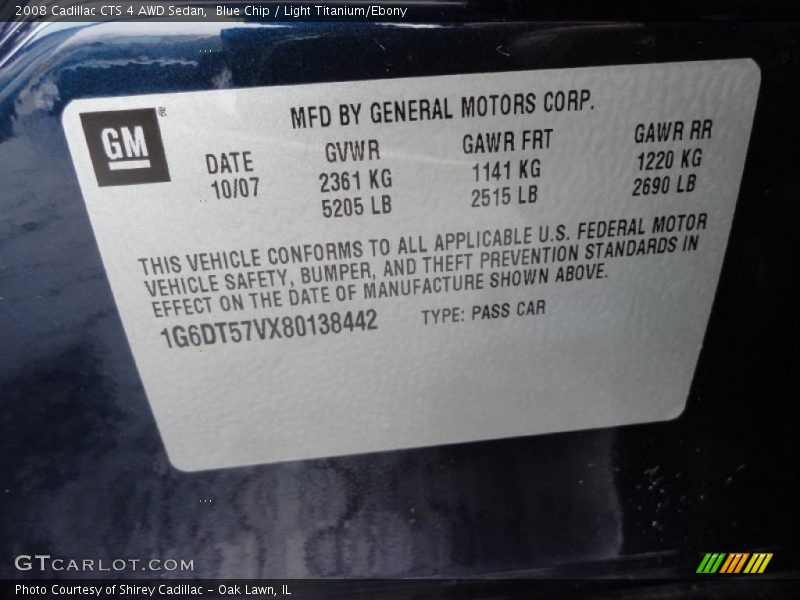 2008 Cadillac CTS 4 AWD Sedan, Blue Chip / Light Titanium/Ebony
GM®
MFD BY GENERAL MOTORS CORP.
DATE GVWR GAWR FRT GAWR RR
10/07 2361 KG 1141 KG 1220 KG
5205 LB 2515 LB 2690 LB
THIS VEHICLE CONFORMS TO ALL APPLICABLE U.S. FEDERAL MOTOR
VEHICLE SAFETY, BUMPER, AND THEFT PREVENTION STANDARDS IN
EFFECT ON THE DATE OF MANUFACTURE SHOWN ABOVE.
1G6DT57VX80138442 TYPE: PASS CAR
GTCARLOT.COM
Photo Courtesy of Shirey Cadillac - Oak Lawn, IL